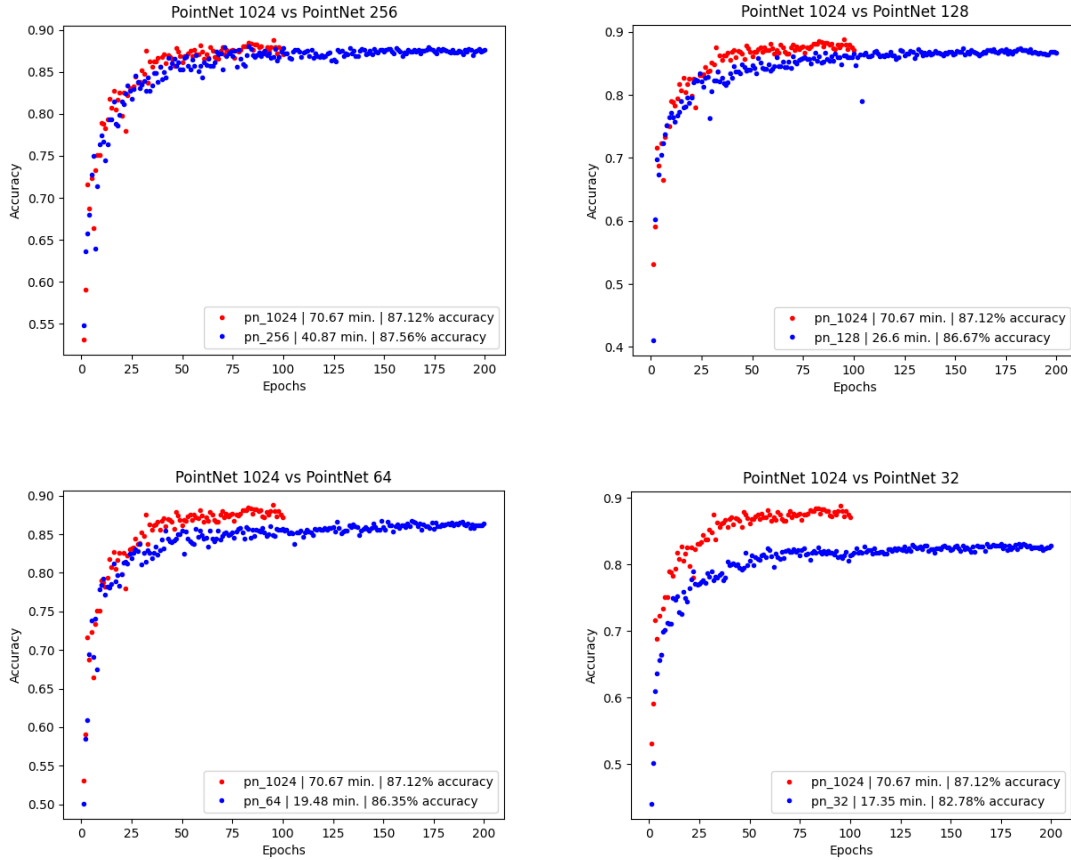 PointNet 1024 vs PointNet 256
0.90
0.85
0.80
0.75
0.70
0.65
0.60
0.55
Accuracy
pn_1024 | 70.67 min. | 87.12% accuracy
pn_256 | 40.87 min. | 87.56% accuracy
0 25 50 75 100 125 150 175 200
Epochs
PointNet 1024 vs PointNet 128
0.9
0.8
0.7
0.6
0.5
0.4
Accuracy
pn_1024 | 70.67 min. | 87.12% accuracy
pn_128 | 26.6 min. | 86.67% accuracy
0 25 50 75 100 125 150 175 200
Epochs
PointNet 1024 vs PointNet 64
0.90
0.85
0.80
0.75
0.70
0.65
0.60
0.55
0.50
Accuracy
pn_1024 | 70.67 min. | 87.12% accuracy
pn_64 | 19.48 min. | 86.35% accuracy
0 25 50 75 100 125 150 175 200
Epochs
PointNet 1024 vs PointNet 32
0.9
0.8
0.7
0.6
0.5
Accuracy
pn_1024 | 70.67 min. | 87.12% accuracy
pn_32 | 17.35 min. | 82.78% accuracy
0 25 50 75 100 125 150 175 200
Epochs